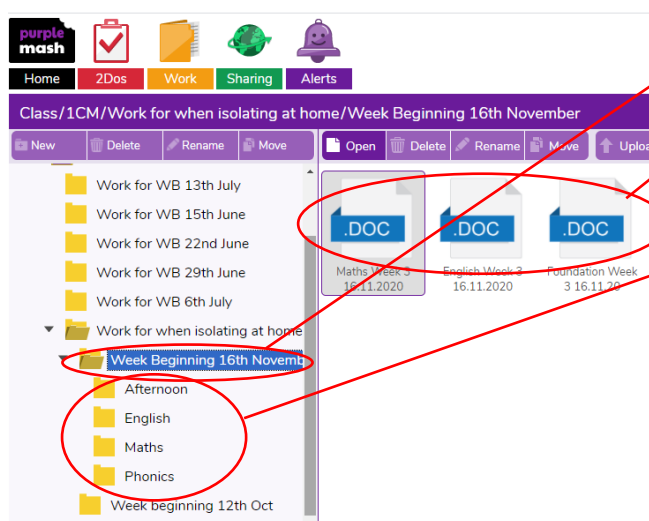 purple
mash
Home 2Dos Work Sharing Alerts
Class/1CM/Work for when isolating at home/Week Beginning 16th November
New Delete Rename Move Open Delete Rename Move Uploa
Work for WB 13th July
Work for WB 15th June
Work for WB 22nd June
Work for WB 29th June
Work for WB 6th July
Work for when isolating at home
Week Beginning 16th Novemb
Afternoon
English
Maths
Phonics
Week beginning 12th Oct
.DOC .DOC .DOC
Maths Week 3 English Week 3 Foundation Week
16.11.2020 16.11.2020 3 16.11.20